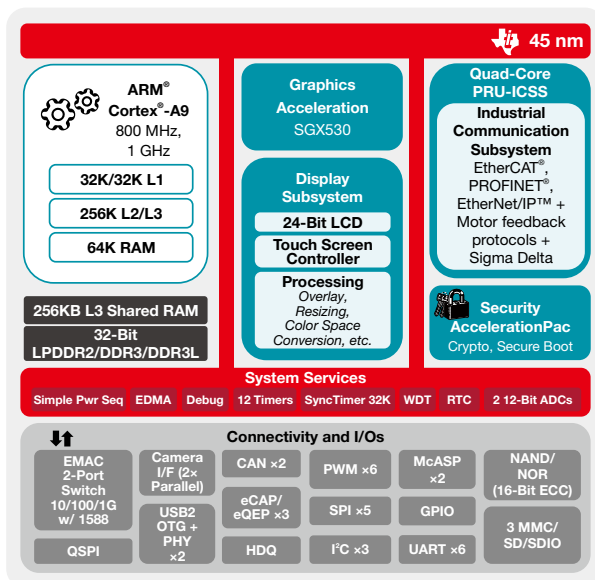 45 nm
ARM®
Cortex®-A9
800 MHz,
1 GHz
32K/32K L1
256K L2/L3
64K RAM
256KB L3 Shared RAM
32-Bit
LPDDR2/DDR3/DDR3L
Graphics
Acceleration
SGX530
Display
Subsystem
24-Bit LCD
Touch Screen
Controller
Processing
Overlay,
Resizing,
Color Space
Conversion, etc.
Quad-Core
PRU-ICSS
Industrial
Communication
Subsystem
EtherCAT®,
PROFINET®,
EtherNet/IP™ +
Motor feedback
protocols +
Sigma Delta
Security
AccelerationPac
Crypto, Secure Boot
System Services
Simple Pwr Seq
EDMA
Debug
12 Timers
SyncTimer 32K
WDT
RTC
2 12-Bit ADCs
Connectivity and I/Os
EMAC
2-Port
Switch
10/100/1G
w/ 1588
QSPI
Camera
I/F (2×
Parallel)
USB2
OTG +
PHY
×2
CAN ×2
eCAP/
eQEP ×3
HDQ
PWM ×6
SPI ×5
I²C ×3
McASP
×2
GPIO
UART ×6
NAND/
NOR
(16-Bit ECC)
3 MMC/
SD/SDIO